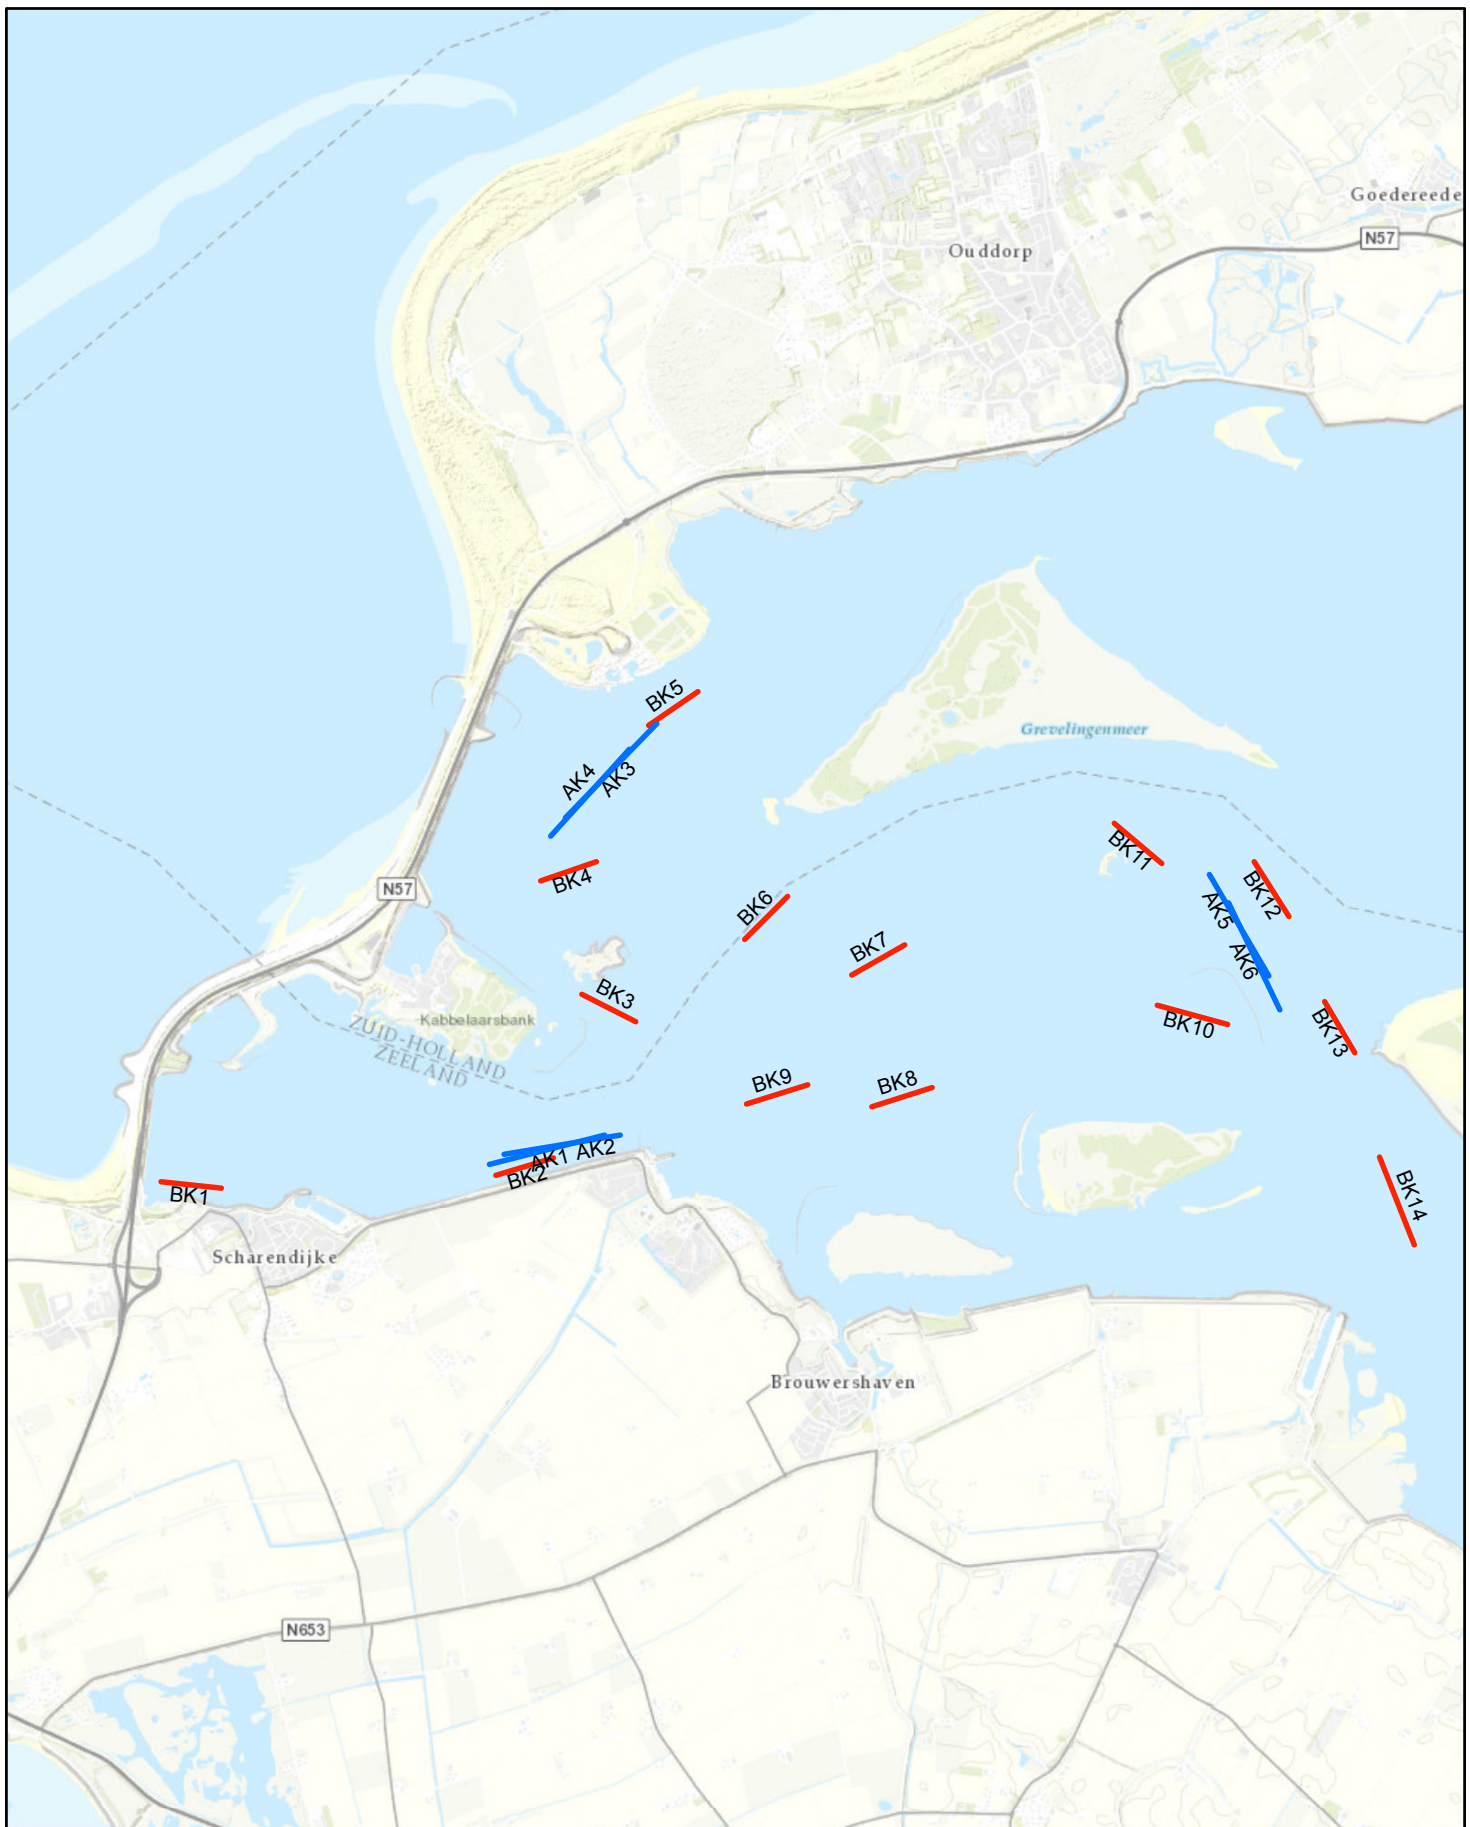 Goedereede
N57
Ouddorp
BK5
Grevelingenmeer
AK4
AK3
BK11
BK4
N57
BK12
BK6
AK5
BK7
AK6
BK3
Kabbelaarsbank
BK10
BK13
ZUID-HOLLAND
ZEELAND
BK9
BK8
AK1
AK2
BK2
BK1
BK14
Scharendijke
Brouwershaven
N653